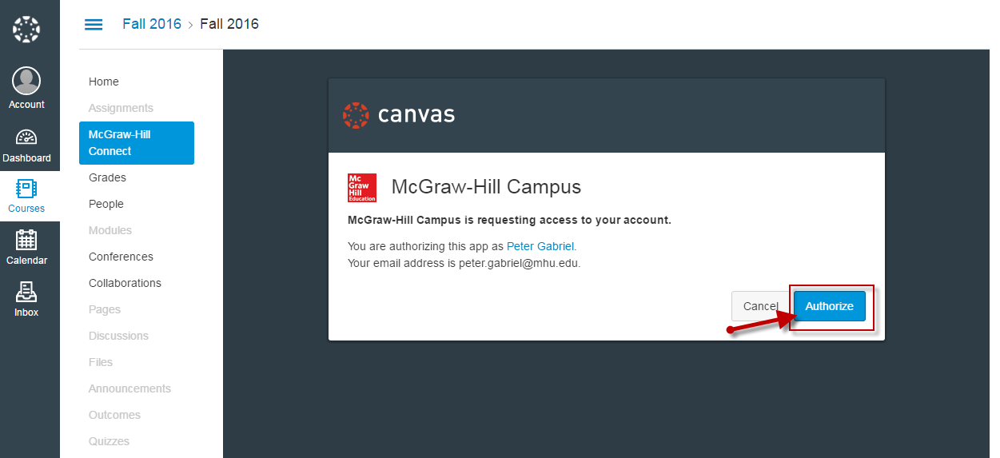 Fall 2016 > Fall 2016
Account
Dashboard
Courses
Calendar
Inbox
Home
Assignments
McGraw-Hill
Connect
Grades
People
Modules
Conferences
Collaborations
Pages
Discussions
Files
Announcements
Outcomes
Quizzes
canvas
Mc
Graw
Hill
Education
McGraw-Hill Campus
McGraw-Hill Campus is requesting access to your account.
You are authorizing this app as Peter Gabriel.
Your email address is peter.gabriel@mhu.edu.
Cancel Authorize